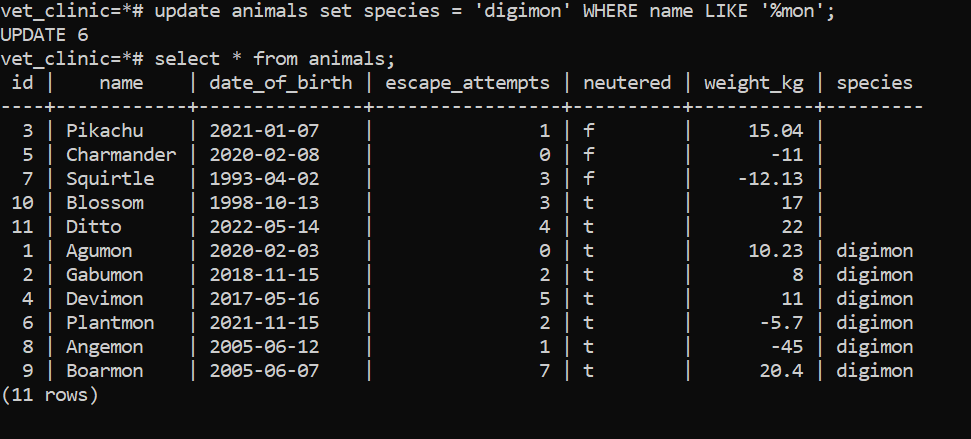 vet_clinic=*# update animals set species = 'digimon' WHERE name LIKE '%mon';
UPDATE 6
vet_clinic=*# select * from animals;
 id |    name    | date_of_birth | escape_attempts | neutered | weight_kg | species
----+------------+---------------+-----------------+----------+-----------+---------
  3 | Pikachu    | 2021-01-07    |               1 | f        |     15.04 |
  5 | Charmander | 2020-02-08    |               0 | f        |       -11 |
  7 | Squirtle   | 1993-04-02    |               3 | f        |    -12.13 |
 10 | Blossom    | 1998-10-13    |               3 | t        |        17 |
 11 | Ditto      | 2022-05-14    |               4 | t        |        22 |
  1 | Agumon     | 2020-02-03    |               0 | t        |     10.23 | digimon
  2 | Gabumon    | 2018-11-15    |               2 | t        |         8 | digimon
  4 | Devimon    | 2017-05-16    |               5 | t        |        11 | digimon
  6 | Plantmon   | 2021-11-15    |               2 | t        |      -5.7 | digimon
  8 | Angemon    | 2005-06-12    |               1 | t        |       -45 | digimon
  9 | Boarmon    | 2005-06-07    |               7 | t        |      20.4 | digimon
(11 rows)